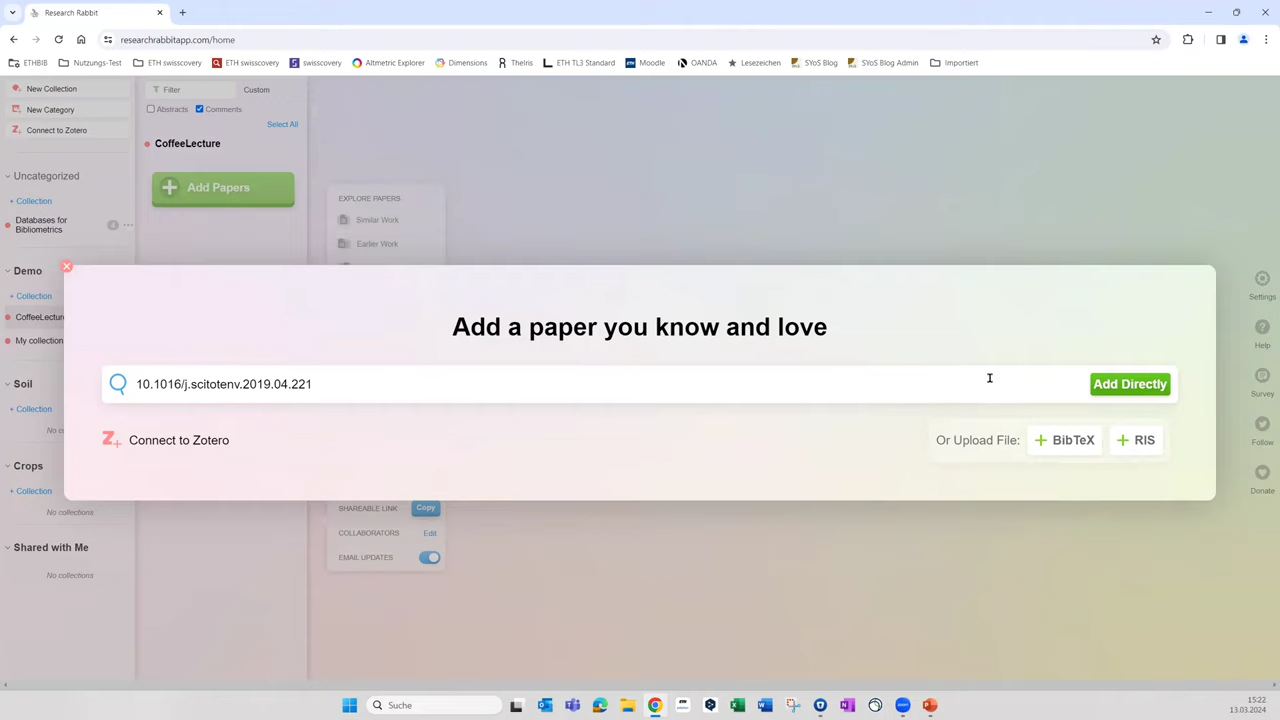 Research Rabbit
researchrabbitapp.com/home
ETHBIB
Nutzungs-Test
ETH swisscovery
ETH swisscovery
swisscovery
Altmetric Explorer
Dimensions
TheIris
ETH TL3 Standard
Moodle
OANDA
Lesezeichen
SYoS Blog
SYoS Blog Admin
Importiert
New Collection
New Category
Connect to Zotero
Uncategorized
+ Collection
Databases for
Bibliometrics
4
Demo
+ Collection
CoffeeLecture
My collection
Soil
+ Collection
Crops
+ Collection
No collections
Shared with Me
No collections
Filter
Custom
Abstracts
Comments
Select All
CoffeeLecture
Add Papers
EXPLORE PAPERS
Similar Work
Earlier Work
Add a paper you know and love
10.1016/j.scitotenv.2019.04.221
Add Directly
Connect to Zotero
Or Upload File:
+ BibTeX
+ RIS
SHAREABLE LINK
Copy
COLLABORATORS
Edit
EMAIL UPDATES
Settings
Help
Survey
Follow
Donate
Suche
15:22
13.03.2024